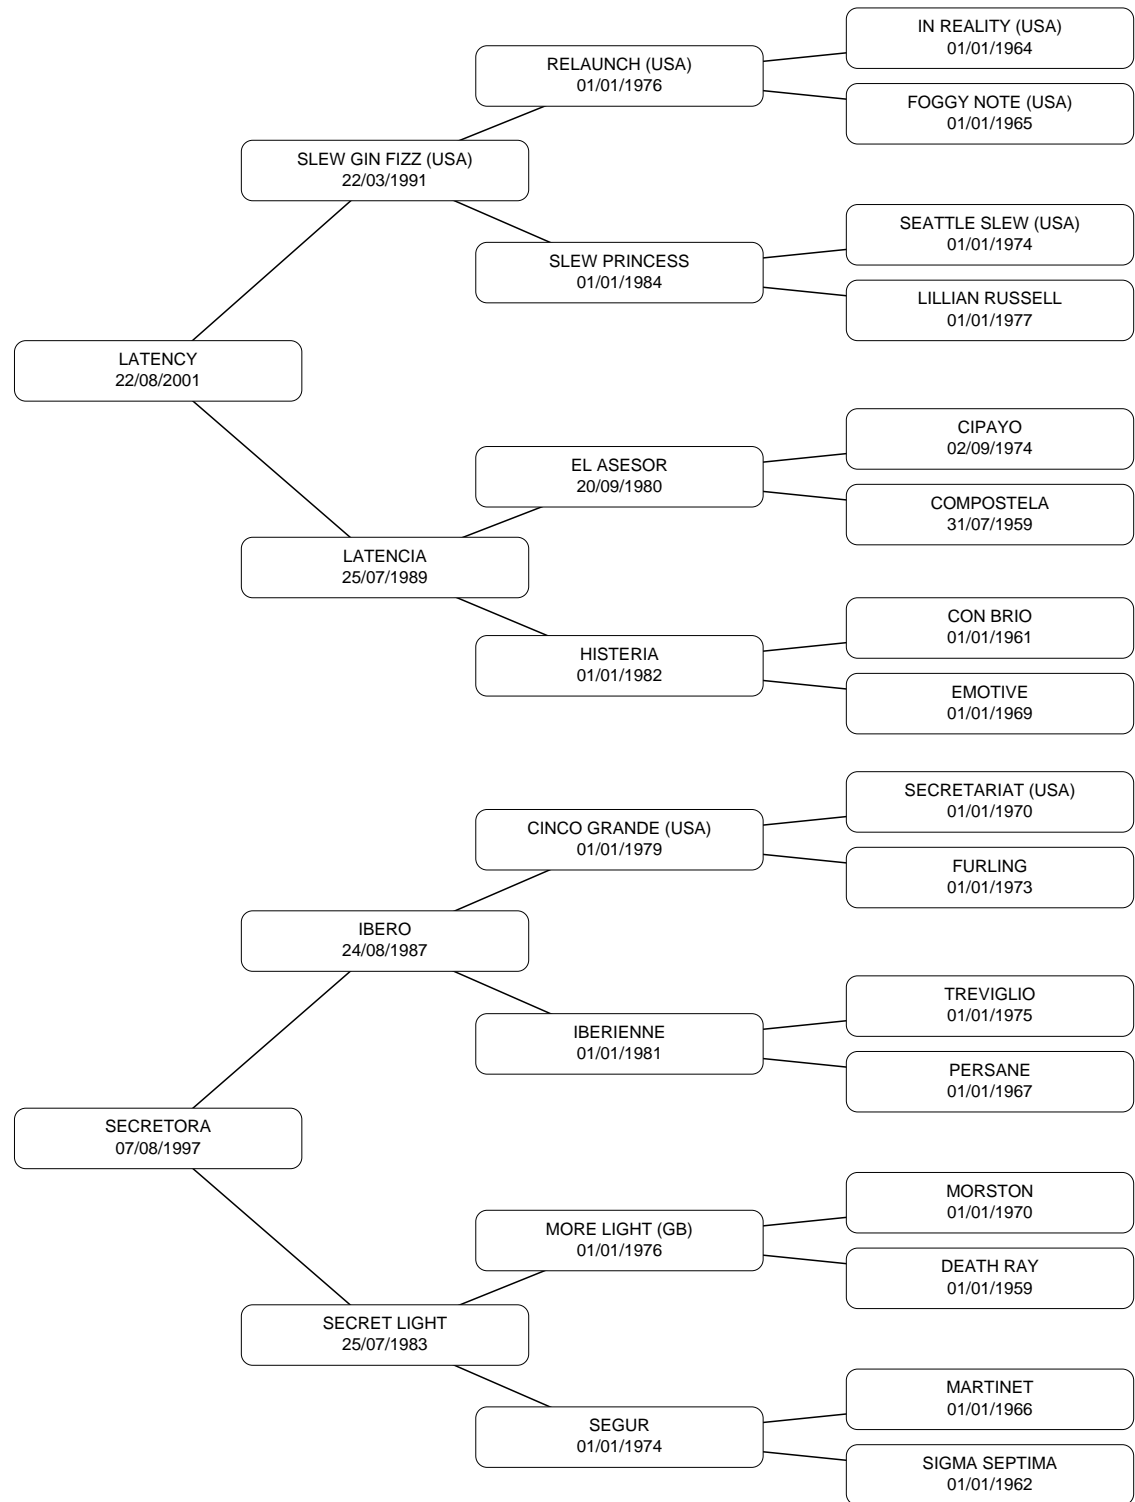 IN REALITY (USA)
01/01/1964
RELAUNCH (USA)
01/01/1976
FOGGY NOTE (USA)
01/01/1965
SLEW GIN FIZZ (USA)
22/03/1991
SEATTLE SLEW (USA)
01/01/1974
SLEW PRINCESS
01/01/1984
LILLIAN RUSSELL
01/01/1977
LATENCY
22/08/2001
CIPAYO
02/09/1974
EL ASESOR
20/09/1980
COMPOSTELA
31/07/1959
LATENCIA
25/07/1989
CON BRIO
01/01/1961
HISTERIA
01/01/1982
EMOTIVE
01/01/1969
SECRETARIAT (USA)
01/01/1970
CINCO GRANDE (USA)
01/01/1979
FURLING
01/01/1973
IBERO
24/08/1987
TREVIGLIO
01/01/1975
IBERIENNE
01/01/1981
PERSANE
01/01/1967
SECRETORA
07/08/1997
MORSTON
01/01/1970
MORE LIGHT (GB)
01/01/1976
DEATH RAY
01/01/1959
SECRET LIGHT
25/07/1983
MARTINET
01/01/1966
SEGUR
01/01/1974
SIGMA SEPTIMA
01/01/1962